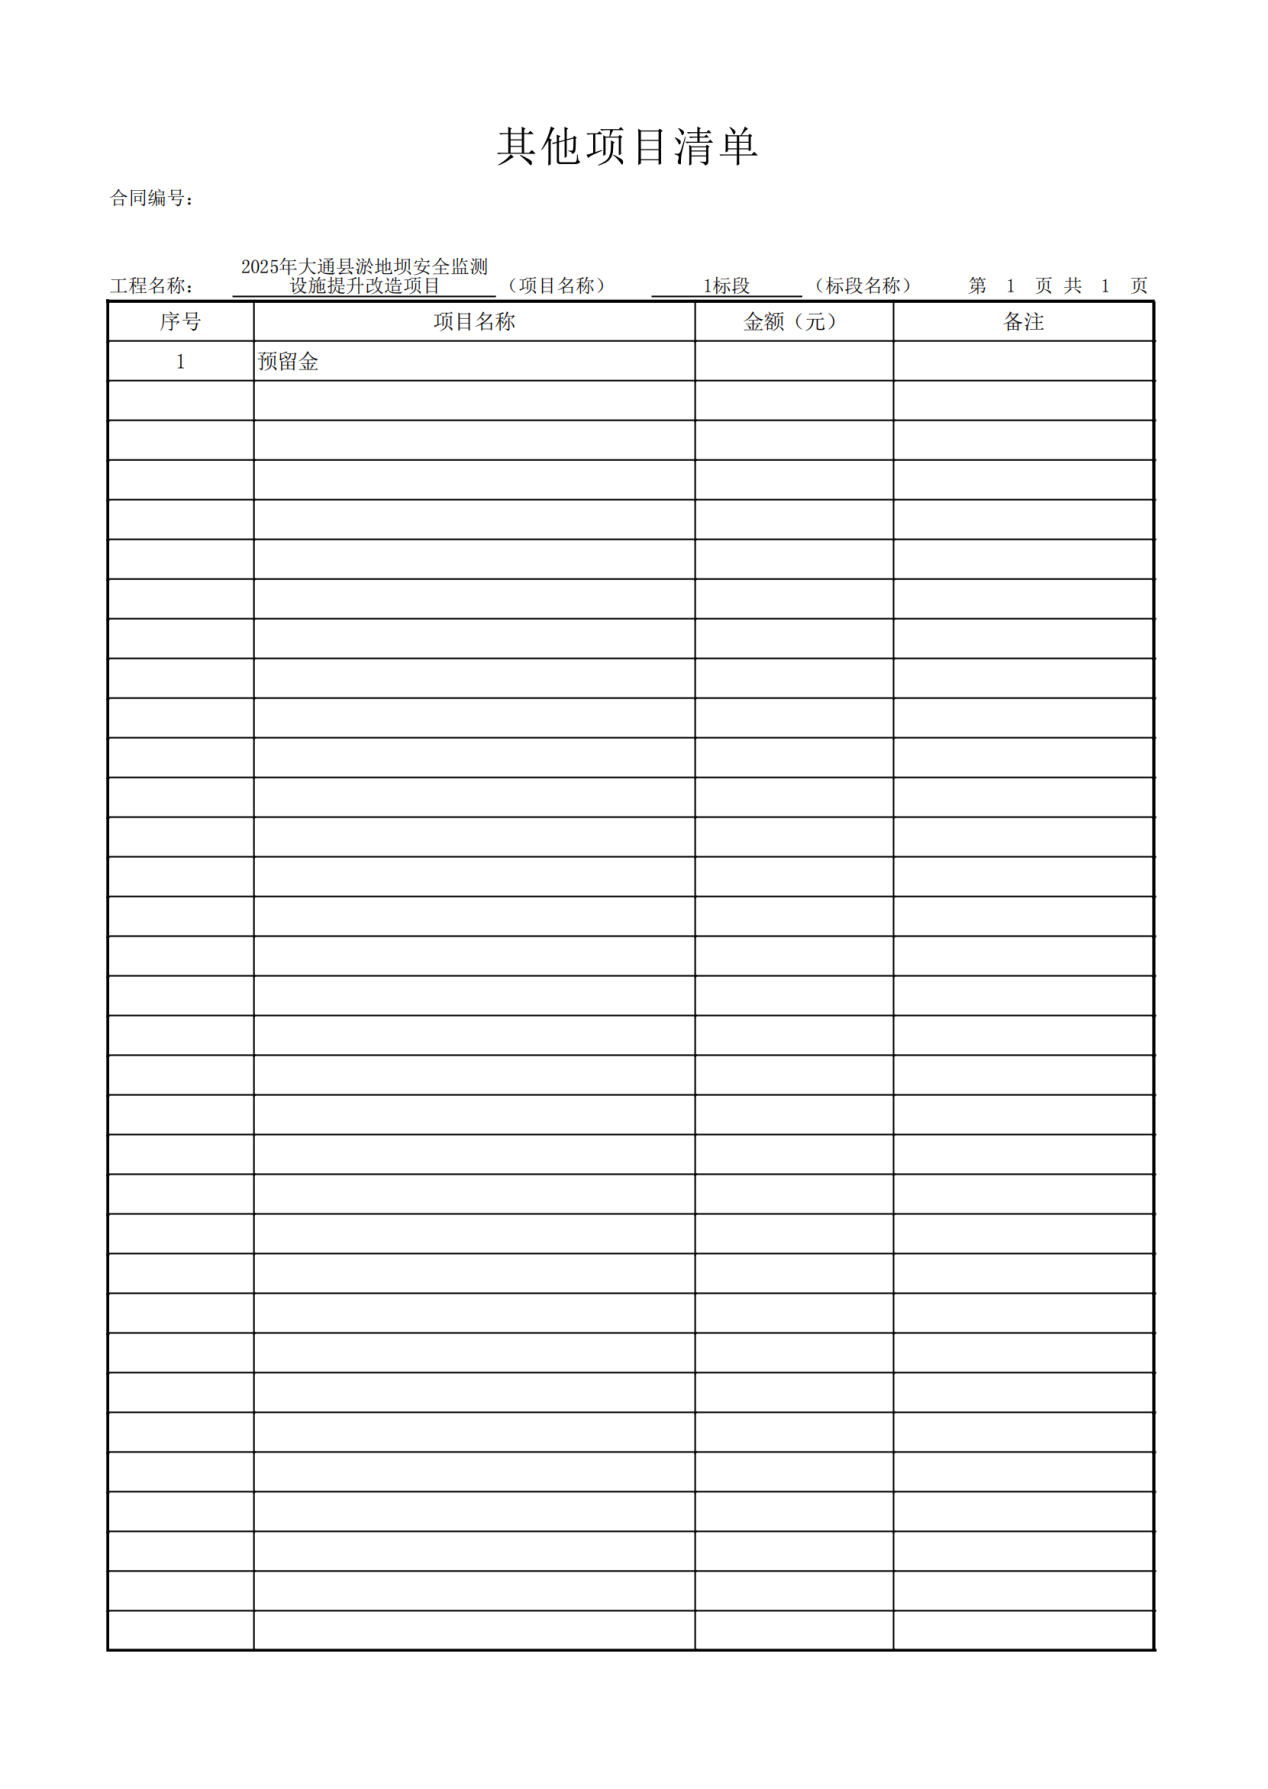 其他项目清单
合同编号：
2025年大通县淤地坝安全监测
工程名称： 设施提升改造项目 （项目名称） 1标段 （标段名称） 第 1 页 共 1 页
序号 项目名称 金额（元） 备注
1 预留金